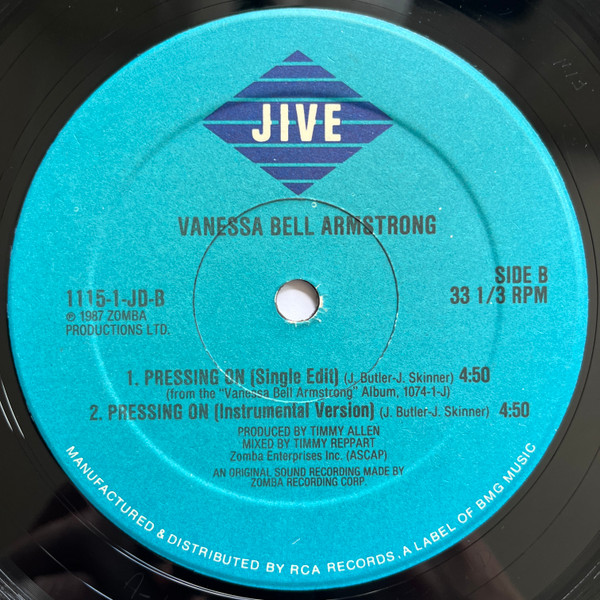 JIVE
VANESSA BELL ARMSTRONG
1115-1-JD-B
℗ 1987 ZOMBA
PRODUCTIONS LTD.
SIDE B
33 1/3 RPM
1. PRESSING ON (Single Edit) (J. Butler-J. Skinner) 4:50
(from the "Vanessa Bell Armstrong" Album, 1074-1-J)
2. PRESSING ON (Instrumental Version) (J. Butler-J. Skinner) 4:50
PRODUCED BY TIMMY ALLEN
MIXED BY TIMMY REPPART
Zomba Enterprises Inc. (ASCAP)
AN ORIGINAL SOUND RECORDING MADE BY
ZOMBA RECORDING CORP.
MANUFACTURED & DISTRIBUTED BY RCA RECORDS, A LABEL OF BMG MUSIC